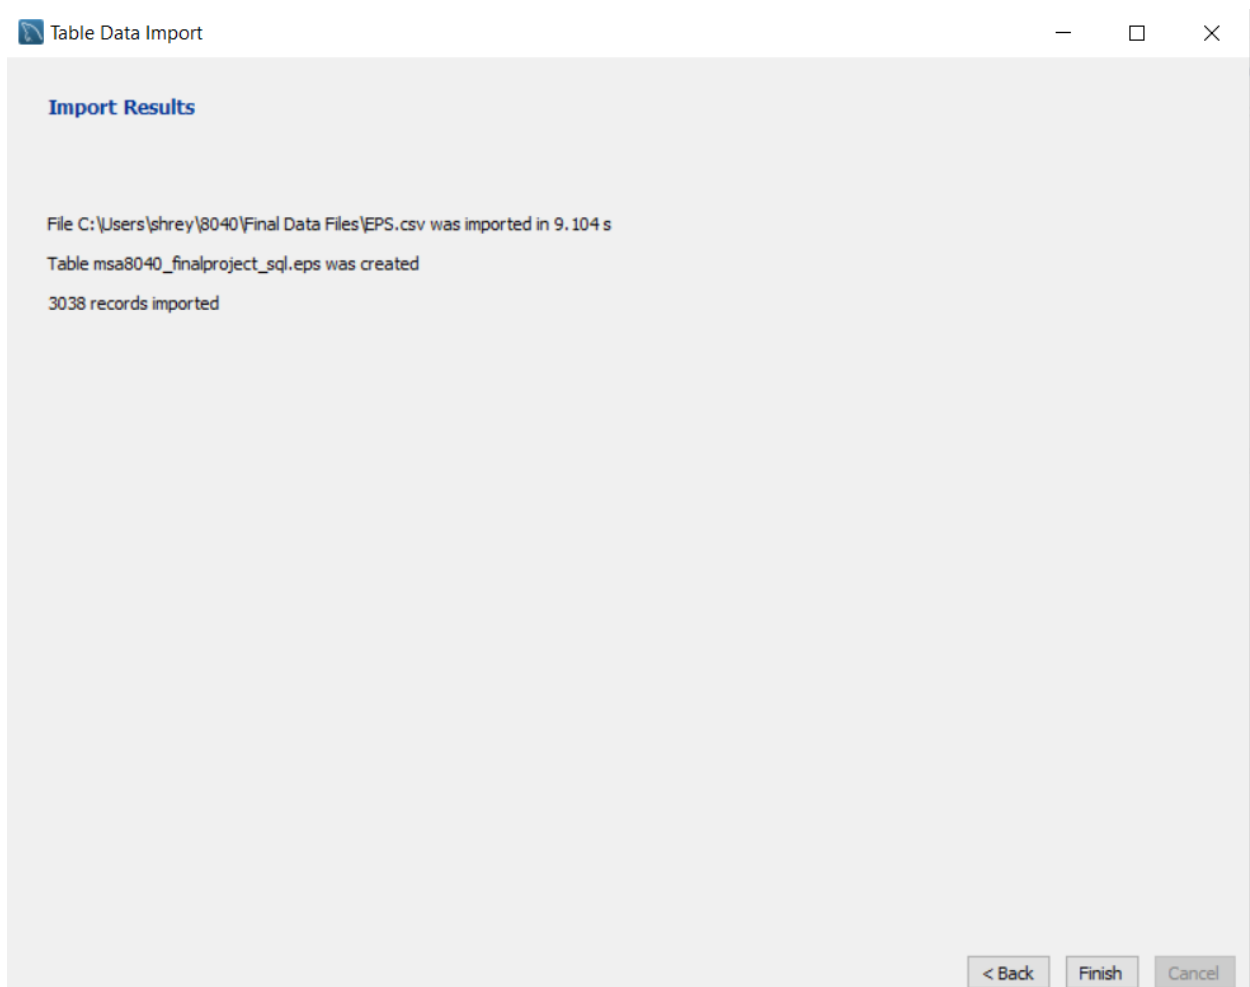 Table Data Import
Import Results
File C:\Users\shrey\8040\Final Data Files\EPS.csv was imported in 9.104 s
Table msa8040_finalproject_sql.eps was created
3038 records imported
< Back Finish Cancel